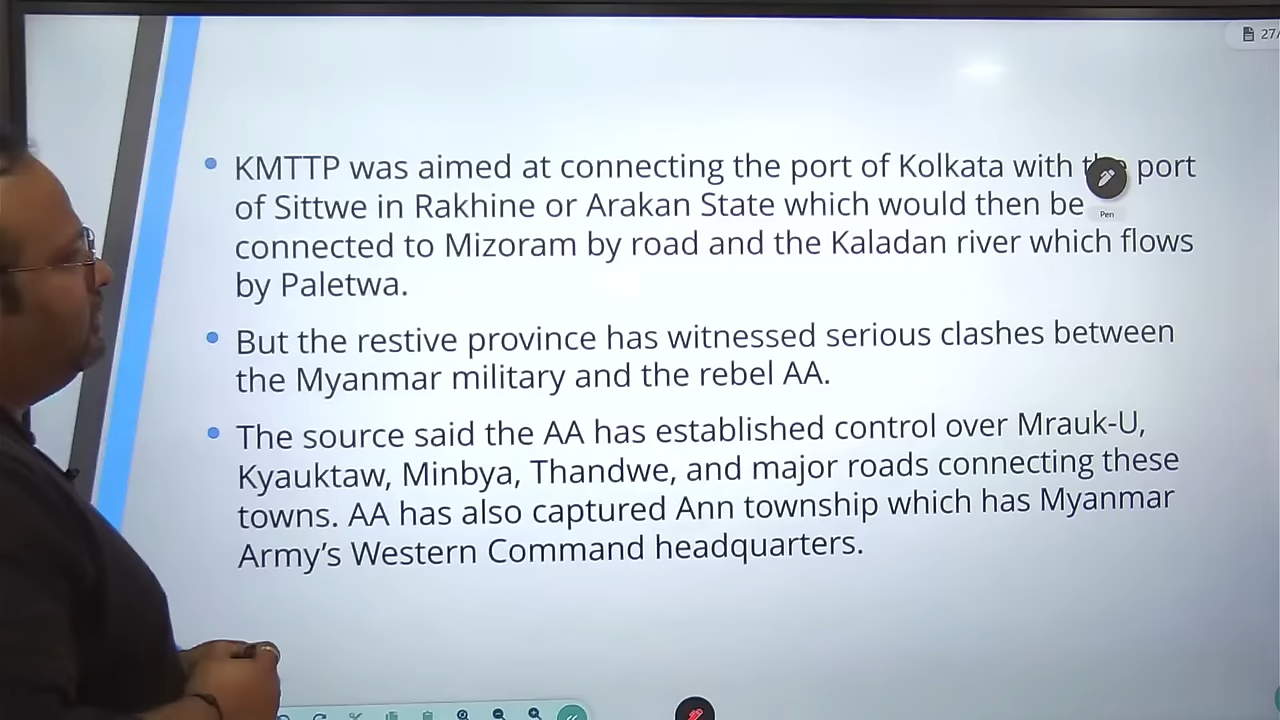 27/
KMTTP was aimed at connecting the port of Kolkata with the port
of Sittwe in Rakhine or Arakan State which would then be
Pen
connected to Mizoram by road and the Kaladan river which flows
by Paletwa.
But the restive province has witnessed serious clashes between
the Myanmar military and the rebel AA.
The source said the AA has established control over Mrauk-U,
Kyauktaw, Minbya, Thandwe, and major roads connecting these
towns. AA has also captured Ann township which has Myanmar
Army’s Western Command headquarters.